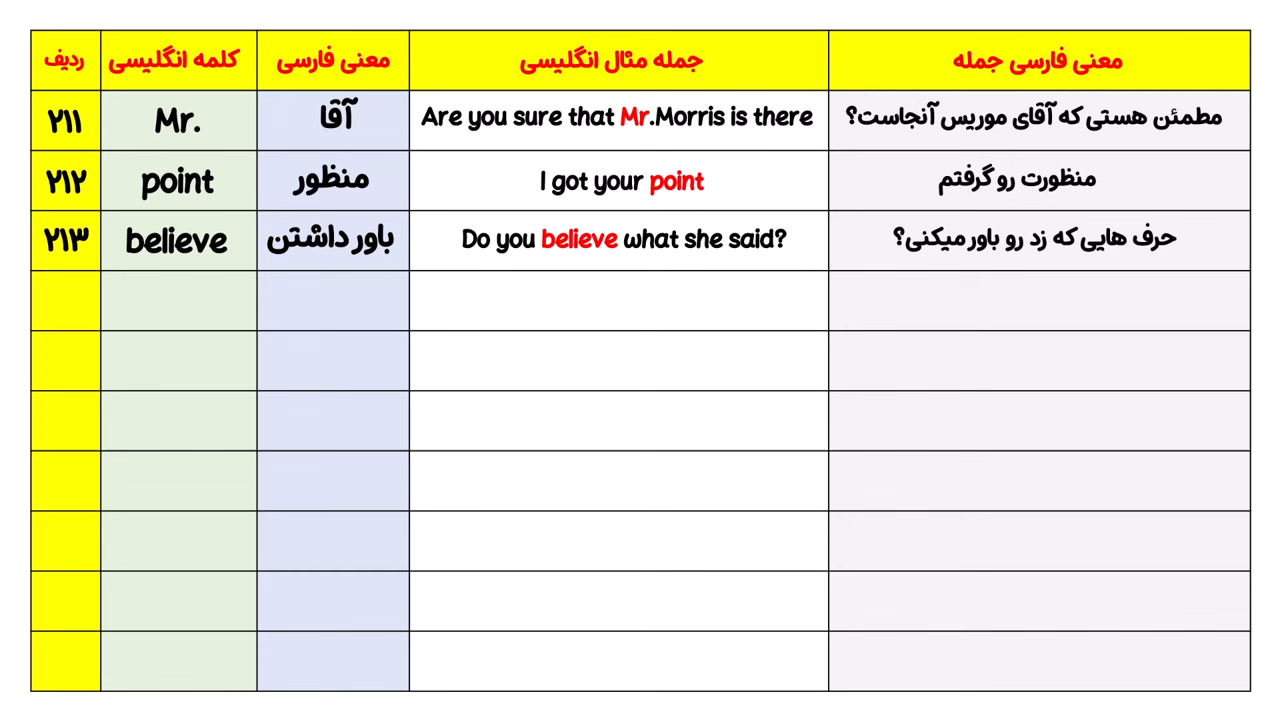 ردیف کلمه انگلیسی معنی فارسی جمله مثال انگلیسی معنی فارسی جمله
۲۱۱ Mr. آقا Are you sure that Mr.Morris is there مطمئن هستی که آقای موریس آنجاست؟
۲۱۲ point منظور I got your point منظورت رو گرفتم
۲۱۳ believe باور داشتن Do you believe what she said? حرف هایی که زد رو باور میکنی؟